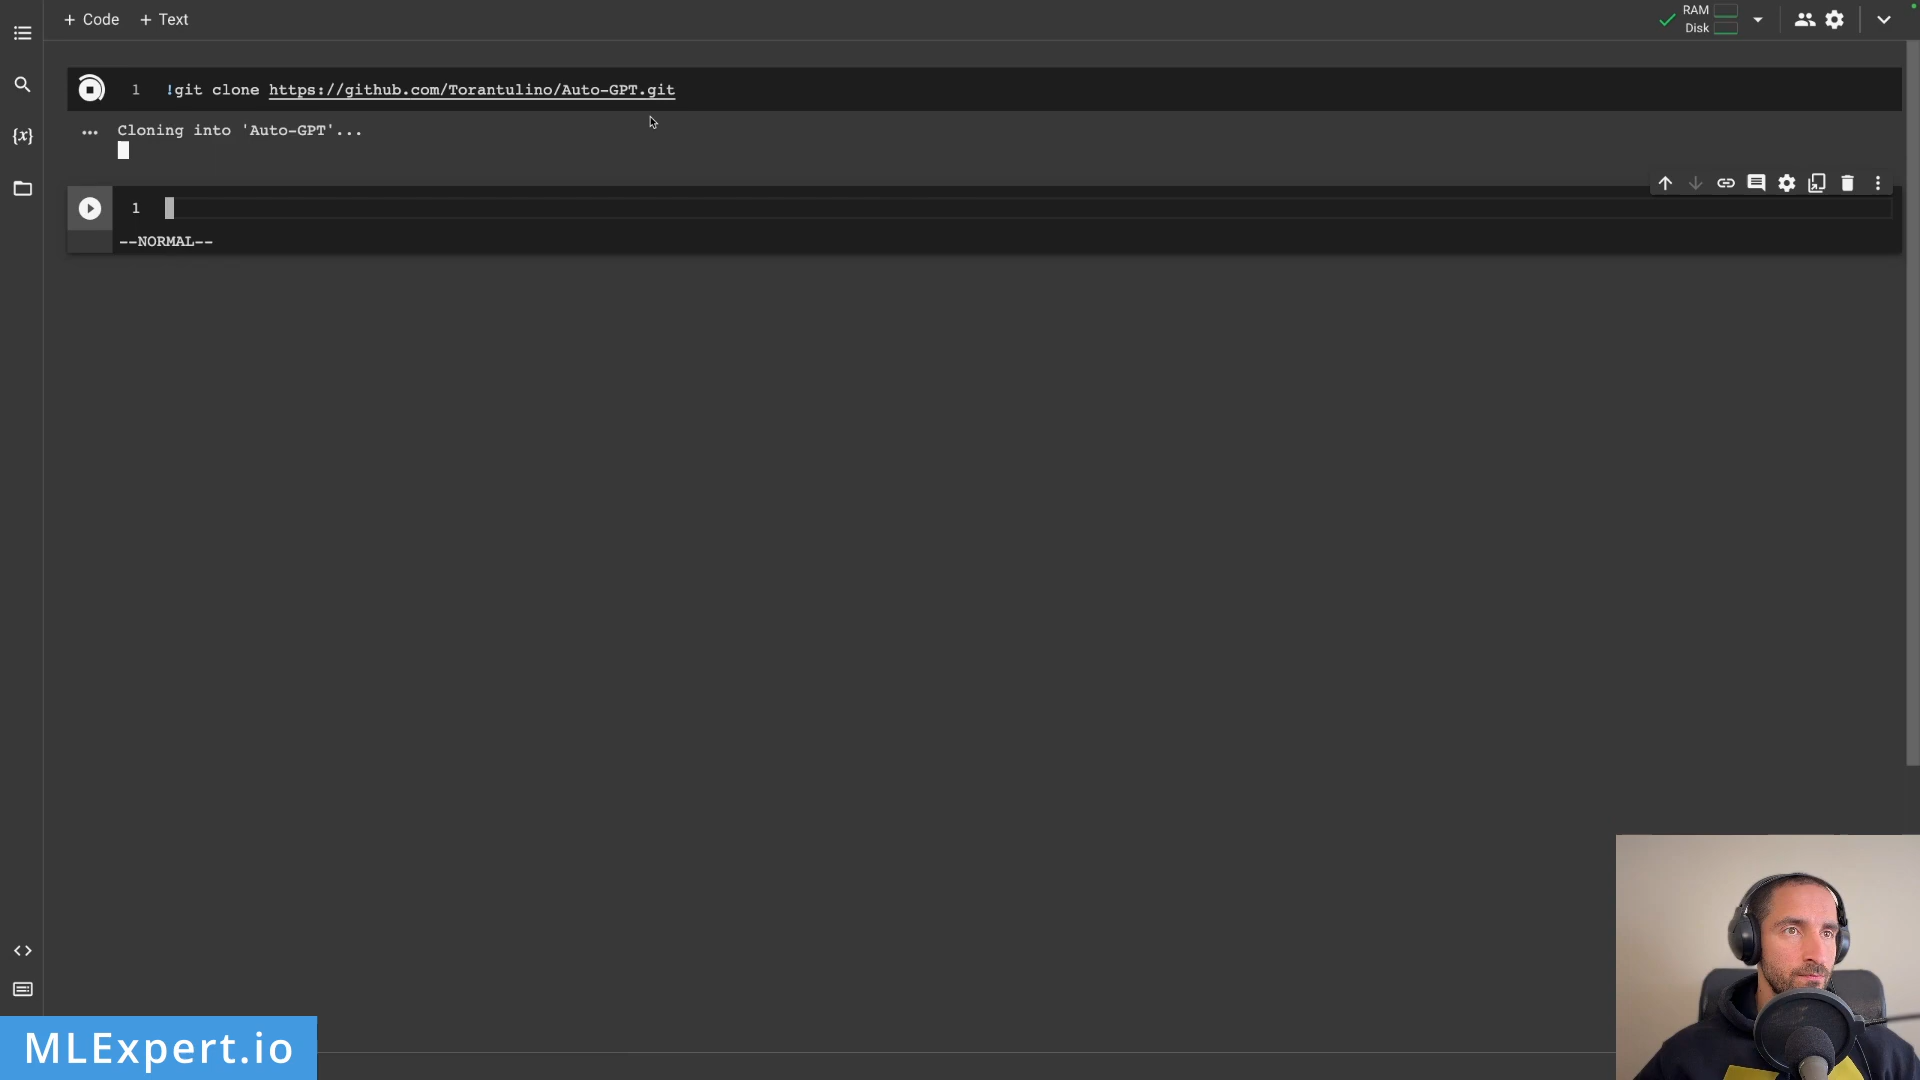 + Code + Text
RAM
Disk
1 !git clone https://github.com/Torantulino/Auto-GPT.git
Cloning into 'Auto-GPT'...
1
--NORMAL--
MLExpert.io